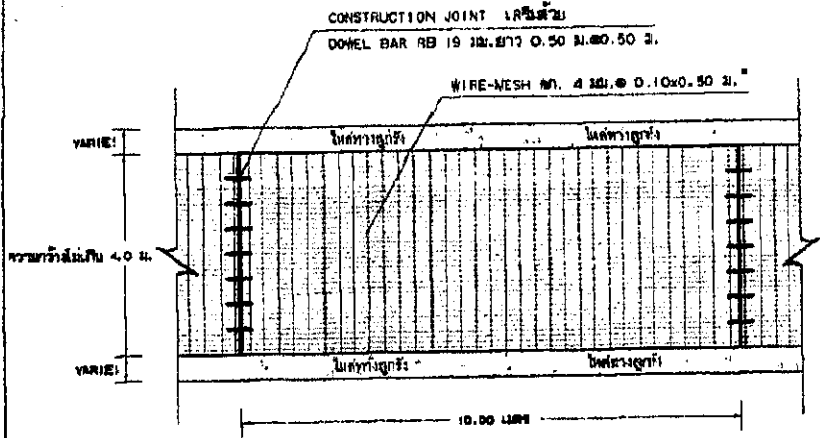 CONSTRUCTION JOINT เสริมด้วย
DOWEL BAR RB 19 มม.ยาว 0.50 ม.@0.50 ม.
WIRE-MESH ผก. 4 มม.@ 0.10x0.50 ม.*
VARIES
ไหล่ทางลูกรัง ไหล่ทางลูกรัง
ความกว้างไม่เกิน 4.0 ม.
VARIES
ไหล่ทางลูกรัง ไหล่ทางลูกรัง
10.00 เมตร